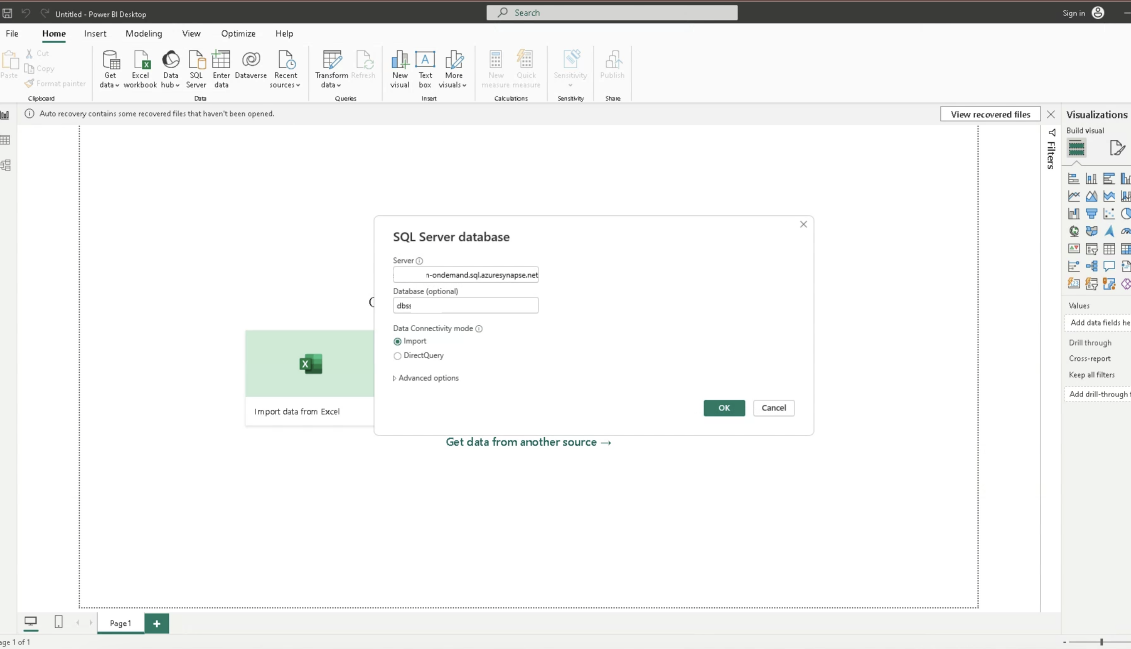 Untitled - Power BI Desktop
Search
Sign in
File Home Insert Modeling View Optimize Help
Paste
Cut
Copy
Format painter
Clipboard
Get data
Excel workbook
Data hub
SQL Server
Enter data
Dataverse
Recent sources
Data
Transform data
Refresh
Queries
New visual
Text box
More visuals
Insert
New measure
Quick measure
Calculations
Sensitivity
Sensitivity
Publish
Share
Auto recovery contains some recovered files that haven't been opened.
View recovered files
Filters
Visualizations
Build visual
SQL Server database
Server
n-ondemand.sql.azuresynapse.net
Database (optional)
dbs
Data Connectivity mode
Import
DirectQuery
Advanced options
OK
Cancel
Import data from Excel
Get data from another source →
Values
Add data fields he
Drill through
Cross-report
Keep all filters
Add drill-through
Page1
age 1 of 1